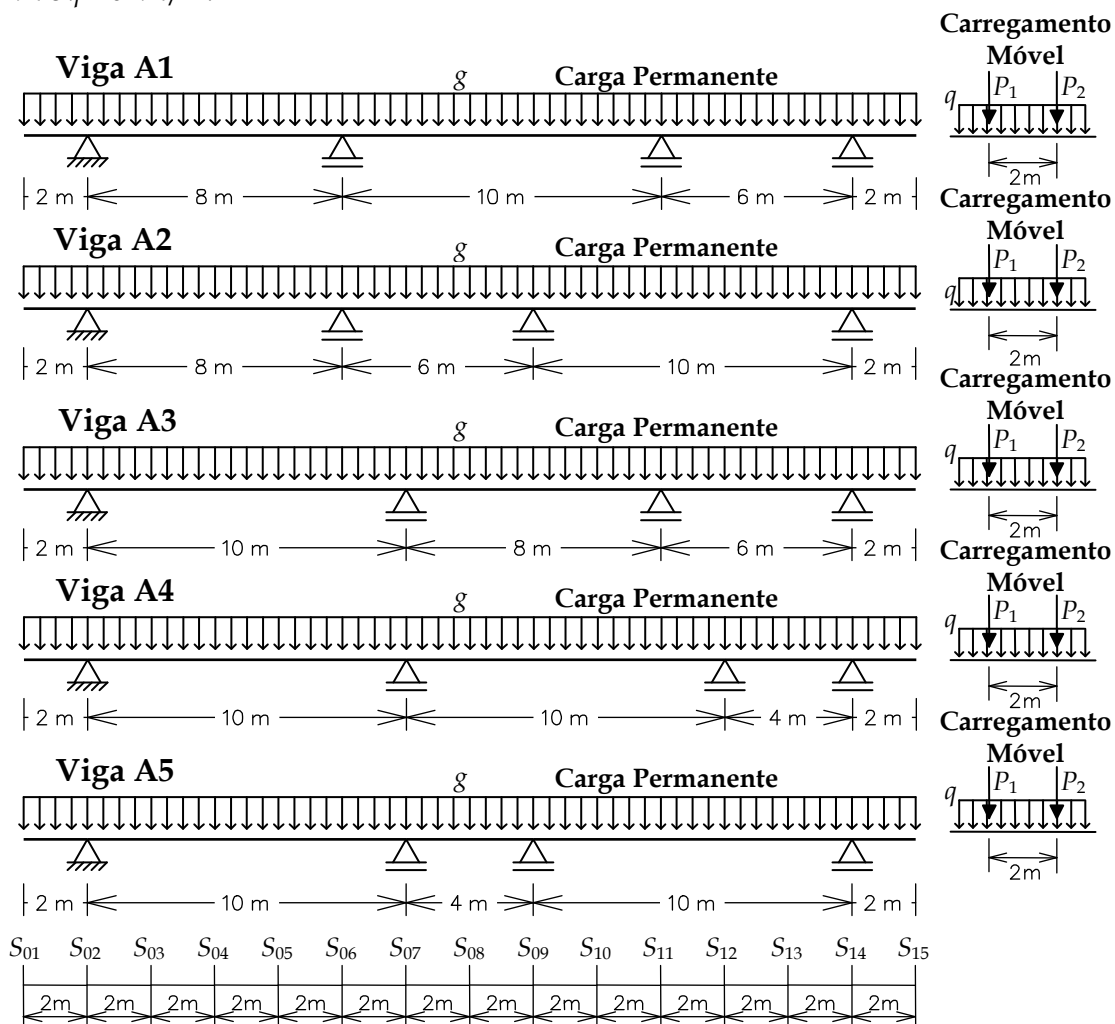 Carregamento
Móvel
Viga A1 g Carga Permanente
q P1 P2
2 m 8 m 10 m 6 m 2 m
2m
Carregamento
Móvel
Viga A2 g Carga Permanente
q P1 P2
2 m 8 m 6 m 10 m 2 m
2m
Carregamento
Móvel
Viga A3 g Carga Permanente
q P1 P2
2 m 10 m 8 m 6 m 2 m
2m
Carregamento
Móvel
Viga A4 g Carga Permanente
q P1 P2
2 m 10 m 10 m 4 m 2 m
2m
Carregamento
Móvel
Viga A5 g Carga Permanente
q P1 P2
2 m 10 m 4 m 10 m 2 m
2m
S01 S02 S03 S04 S05 S06 S07 S08 S09 S10 S11 S12 S13 S14 S15
2m 2m 2m 2m 2m 2m 2m 2m 2m 2m 2m 2m 2m 2m